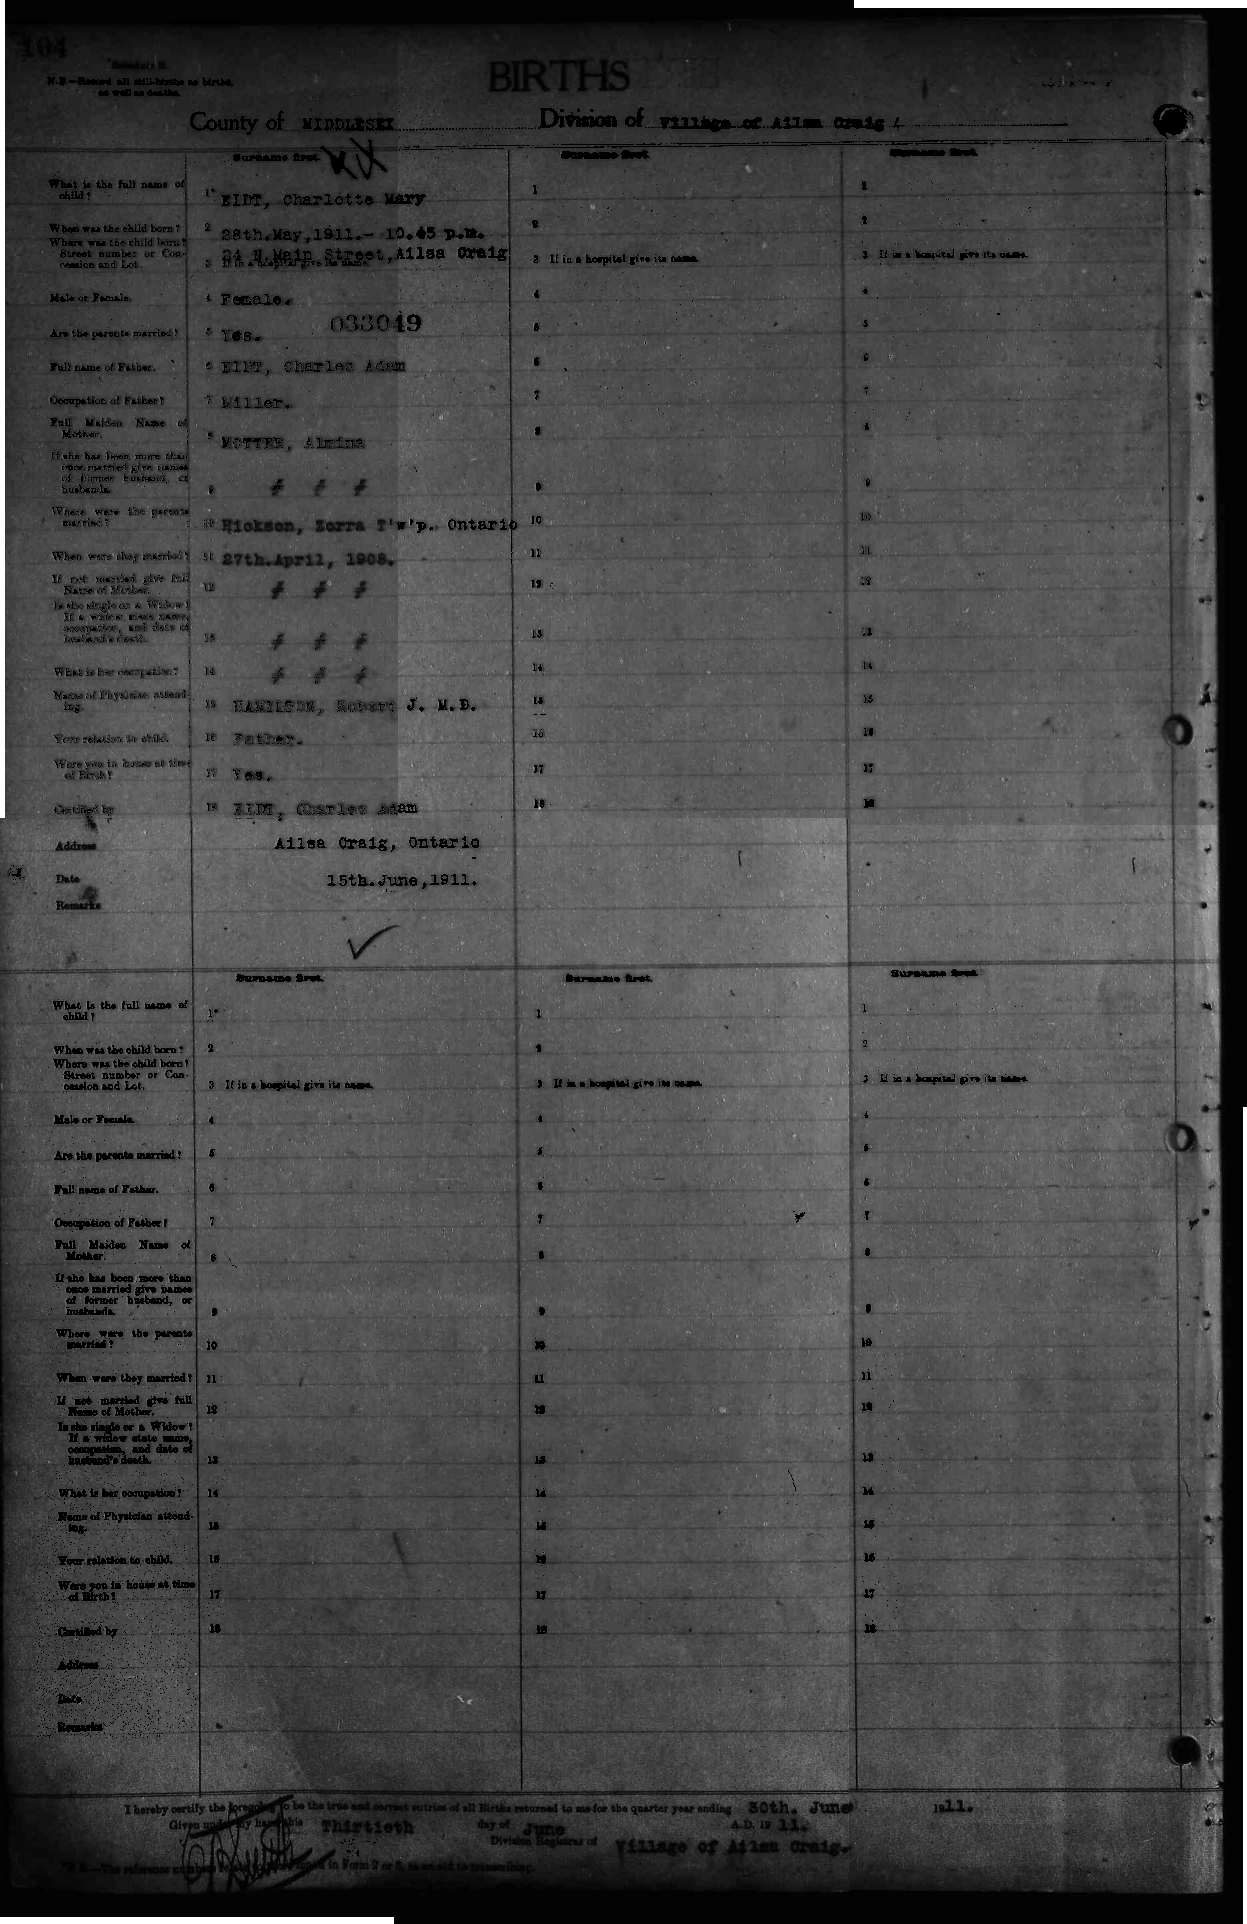 104
Schedule B.
N.B.—Record all still-births as births,
as well as deaths.
BIRTHS
County of MIDDLESEX Division of Village of Ailsa Craig
Surname first. Surname first. Surname first.
What is the full name of
child? 1 EIDT, Charlotte Mary 1 1
When was the child born? 2 28th.May,1911.- 10.45 p.m. 2 2
Where was the child born?
Street number or Con-
cession and Lot. 3 If in a hospital give its name. 24 N.Main Street,Ailsa Craig 3 If in a hospital give its name. 3 If in a hospital give its name.
Male or Female. 4 Female. 4 4
033049
Are the parents married? 5 Yes. 5 5
Full name of Father. 6 EIDT, Charles Adam 6 6
Occupation of Father? 7 Miller. 7 7
Full Maiden Name of
Mother. 8 Almina 8 8
If she has been more than
once married give names
of former husband, or
husbands. 9 9 9
Where were the parents
married? 10 Hickson, Zorra T'w'p. Ontario 10 10
When were they married? 11 27th.April, 1908. 11 11
If not married give full
Name of Mother. 12 12 12
Is she single or a Widow?
If a widow state name,
occupation, and date of
husband's death. 13 13 13
What is her occupation? 14 14 14
Name of Physician attend-
ing. 15 Robert J. M.D. 15 15
Your relation to child. 16 Father. 16 16
Were you in house at time
of Birth? 17 Yes. 17 17
Certified by 18 EIDT, Charles Adam 18 18
Address Ailsa Craig, Ontario
Date 15th.June,1911.
Remarks
Surname first. Surname first. Surname first.
What is the full name of
child? 1 1 1
When was the child born? 2 2 2
Where was the child born?
Street number or Con-
cession and Lot. 3 If in a hospital give its name. 3 If in a hospital give its name. 3 If in a hospital give its name.
Male or Female. 4 4 4
Are the parents married? 5 5 5
Full name of Father. 6 6 6
Occupation of Father? 7 7 7
Full Maiden Name of
Mother. 8 8 8
If she has been more than
once married give names
of former husband, or
husbands. 9 9 9
Where were the parents
married? 10 10 10
When were they married? 11 11 11
If not married give full
Name of Mother. 12 12 12
Is she single or a Widow?
If a widow state name,
occupation, and date of
husband's death. 13 13 13
What is her occupation? 14 14 14
Name of Physician attend-
ing. 15 15 15
Your relation to child. 16 16 16
Were you in house at time
of Birth? 17 17 17
Certified by 18 18 18
Address
Date
Remarks
I hereby certify the foregoing to be the true and correct entries of all Births returned to me for the quarter year ending 30th. June 1911.
Given under my hand this Thirtieth day of June A.D. 1911.
Division Registrar of Village of Ailsa Craig.
N.B.—The reference numbers in Form 2 or 3, as an aid to transcribing.